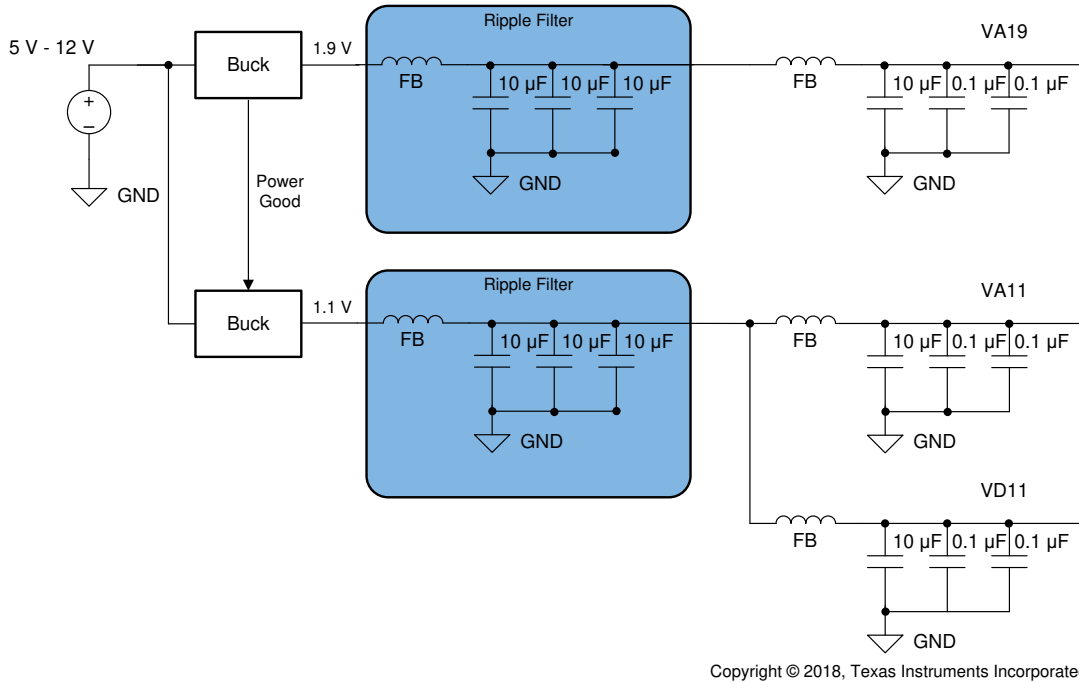 Ripple Filter
5 V - 12 V
Buck
1.9 V
VA19
FB
10 µF 10 µF 10 µF
FB
10 µF 0.1 µF 0.1 µF
+
–
GND
Power
Good
GND
GND
Ripple Filter
Buck
1.1 V
VA11
FB
10 µF 10 µF 10 µF
FB
10 µF 0.1 µF 0.1 µF
GND
GND
VD11
FB
10 µF 0.1 µF 0.1 µF
GND
Copyright © 2018, Texas Instruments Incorporate